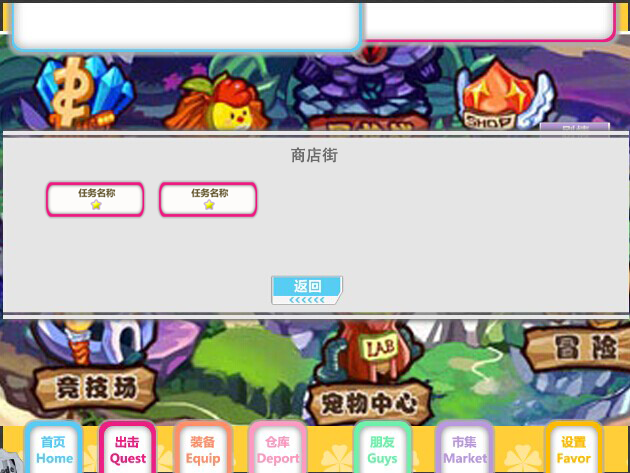 SHOP
商店街
任务名称
任务名称
返回
LAB
竞技场
宠物中心
冒险
首页
Home
出击
Quest
装备
Equip
仓库
Deport
朋友
Guys
市集
Market
设置
Favor